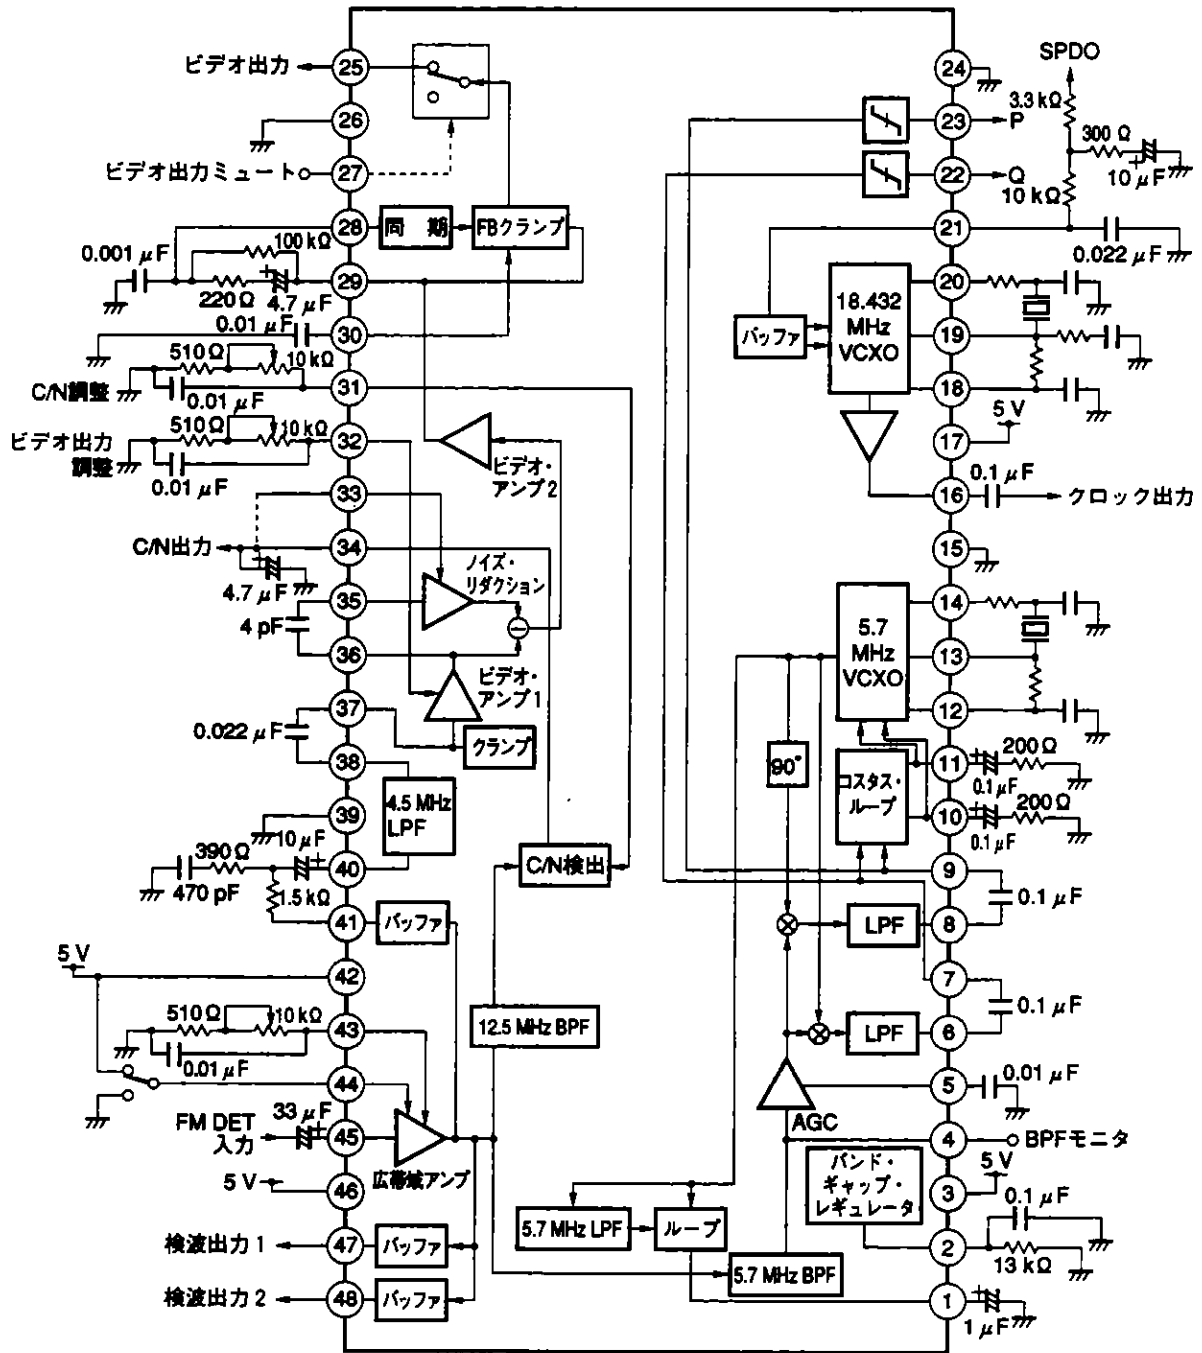 ビデオ出力
25
26
ビデオ出力ミュート
27
28
同 期
FBクランプ
0.001 μF
100 kΩ
29
220 Ω
4.7 μF
0.01 μF
30
510 Ω
10 kΩ
C/N調整
0.01 μF
31
510 Ω
10 kΩ
ビデオ出力
調整
0.01 μF
32
ビデオ・
アンプ2
33
C/N出力
34
4.7 μF
ノイズ・
リダクション
35
4 pF
36
ビデオ・
アンプ1
37
0.022 μF
クランプ
38
4.5 MHz
LPF
39
10 μF
390 Ω
40
470 pF
1.5 kΩ
C/N検出
41
バッファ
5 V
42
510 Ω
10 kΩ
43
0.01 μF
12.5 MHz BPF
44
33 μF
FM DET
入力
45
広帯域アンプ
5 V
46
検波出力 1
47
バッファ
検波出力 2
48
バッファ
24
SPDO
3.3 kΩ
23
P
300 Ω
10 μF
22
Q
10 kΩ
21
0.022 μF
20
18.432
MHz
VCXO
バッファ
19
18
5 V
17
0.1 μF
16
クロック出力
15
14
5.7
MHz
VCXO
13
12
90°
コスタス・
ループ
11
200 Ω
0.1 μF
10
200 Ω
0.1 μF
9
0.1 μF
LPF
8
7
0.1 μF
LPF
6
5
0.01 μF
AGC
4
BPFモニタ
バンド・
ギャップ・
レギュレータ
5 V
3
0.1 μF
5.7 MHz LPF
ループ
2
13 kΩ
5.7 MHz BPF
1
1 μF